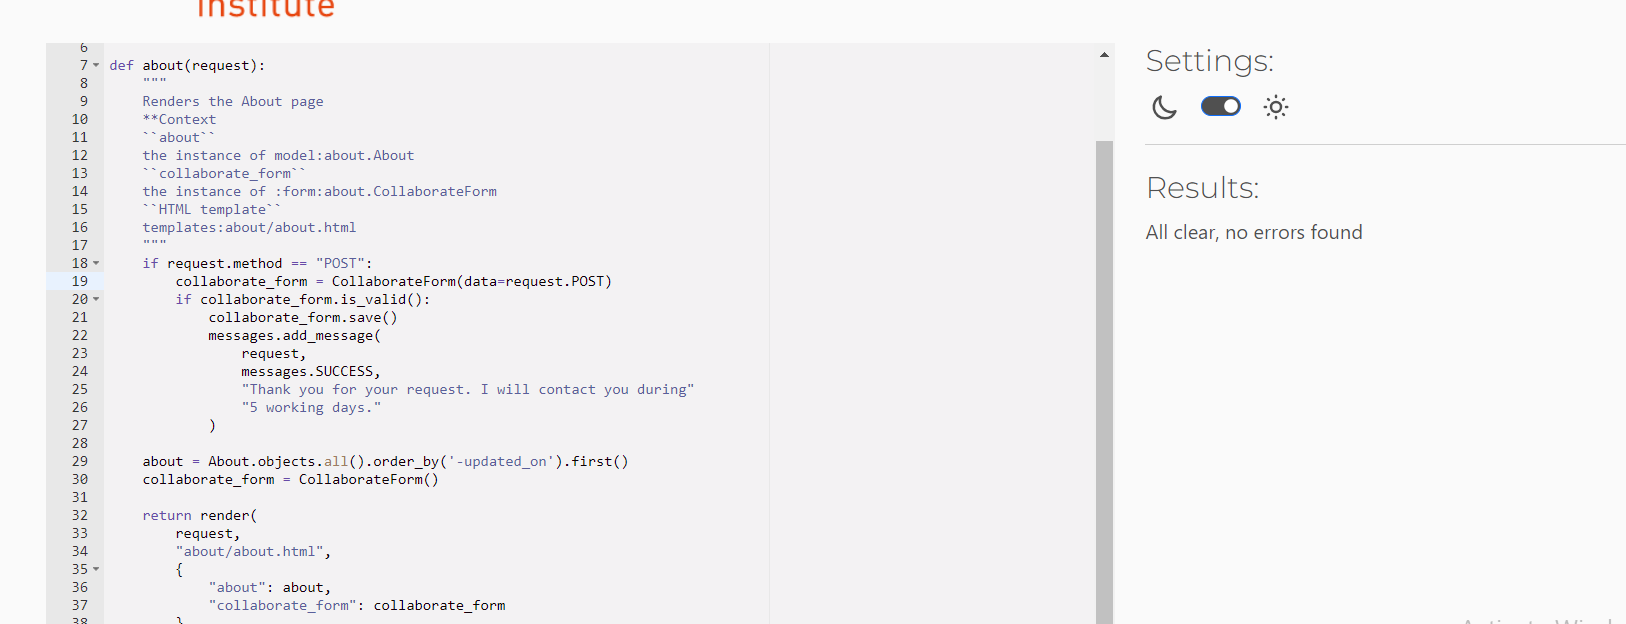 institute
6
7 def about(request):
8 """
9 Renders the About page
10 **Context
11 ``about``
12 the instance of model:about.About
13 ``collaborate_form``
14 the instance of :form:about.CollaborateForm
15 ``HTML template``
16 templates:about/about.html
17 """
18 if request.method == "POST":
19 collaborate_form = CollaborateForm(data=request.POST)
20 if collaborate_form.is_valid():
21 collaborate_form.save()
22 messages.add_message(
23 request,
24 messages.SUCCESS,
25 "Thank you for your request. I will contact you during"
26 "5 working days."
27 )
28
29 about = About.objects.all().order_by('-updated_on').first()
30 collaborate_form = CollaborateForm()
31
32 return render(
33 request,
34 "about/about.html",
35 {
36 "about": about,
37 "collaborate_form": collaborate_form
38 }
Settings:
Results:
All clear, no errors found